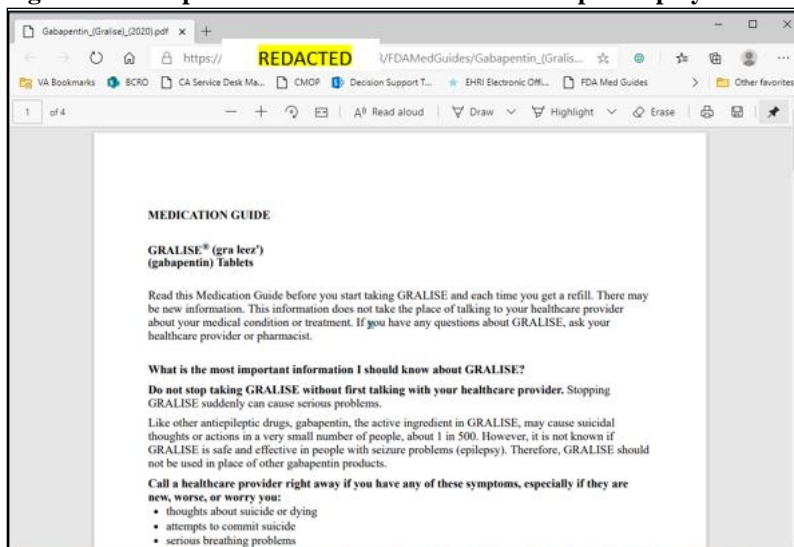 Gabapentin_(Gralise)_(2020).pdf
https://
REDACTED
/FDAMedGuides/Gabapentin_(Gralis...
VA Bookmarks BCRO CA Service Desk Ma... CMOP Decision Support T... EHRI Electronic Offi... FDA Med Guides Other favorites
1 of 4 Read aloud Draw Highlight Erase
MEDICATION GUIDE
GRALISE® (gra leez')
(gabapentin) Tablets
Read this Medication Guide before you start taking GRALISE and each time you get a refill. There may
be new information. This information does not take the place of talking to your healthcare provider
about your medical condition or treatment. If you have any questions about GRALISE, ask your
healthcare provider or pharmacist.
What is the most important information I should know about GRALISE?
Do not stop taking GRALISE without first talking with your healthcare provider. Stopping
GRALISE suddenly can cause serious problems.
Like other antiepileptic drugs, gabapentin, the active ingredient in GRALISE, may cause suicidal
thoughts or actions in a very small number of people, about 1 in 500. However, it is not known if
GRALISE is safe and effective in people with seizure problems (epilepsy). Therefore, GRALISE should
not be used in place of other gabapentin products.
Call a healthcare provider right away if you have any of these symptoms, especially if they are
new, worse, or worry you:
• thoughts about suicide or dying
• attempts to commit suicide
• serious breathing problems